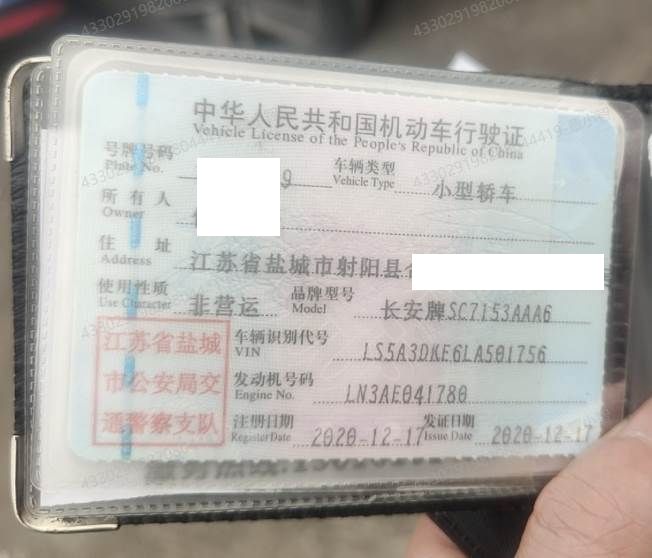 中华人民共和国机动车行驶证
Vehicle License of the People's Republic of China
号牌号码 9 车辆类型 小型轿车
Plate No. Vehicle Type
所有人
Owner
住址 江苏省盐城市射阳县
Address
使用性质 非营运 品牌型号 长安牌SC7153AAA6
Use Character Model
江苏省盐城 车辆识别代号 LS5A3DKE6LA501756
VIN
市公安局交 发动机号码 LN3AE041780
Engine No.
通警察支队 注册日期 2020-12-17 发证日期 2020-12-17
Register Date Issue Date